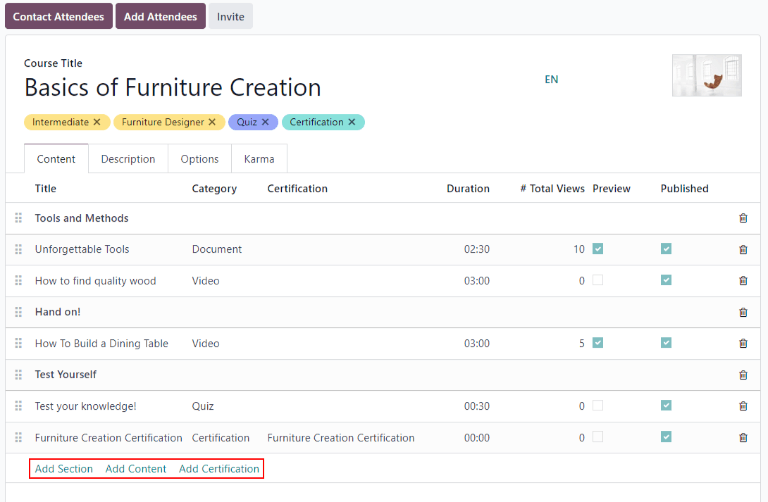 Contact Attendees Add Attendees Invite
Course Title
Basics of Furniture Creation EN
Intermediate Furniture Designer Quiz Certification
Content Description Options Karma
Title Category Certification Duration # Total Views Preview Published
Tools and Methods
Unforgettable Tools Document 02:30 10
How to find quality wood Video 03:00 0
Hand on!
How To Build a Dining Table Video 03:00 5
Test Yourself
Test your knowledge! Quiz 00:30 0
Furniture Creation Certification Certification Furniture Creation Certification 00:00 0
Add Section Add Content Add Certification